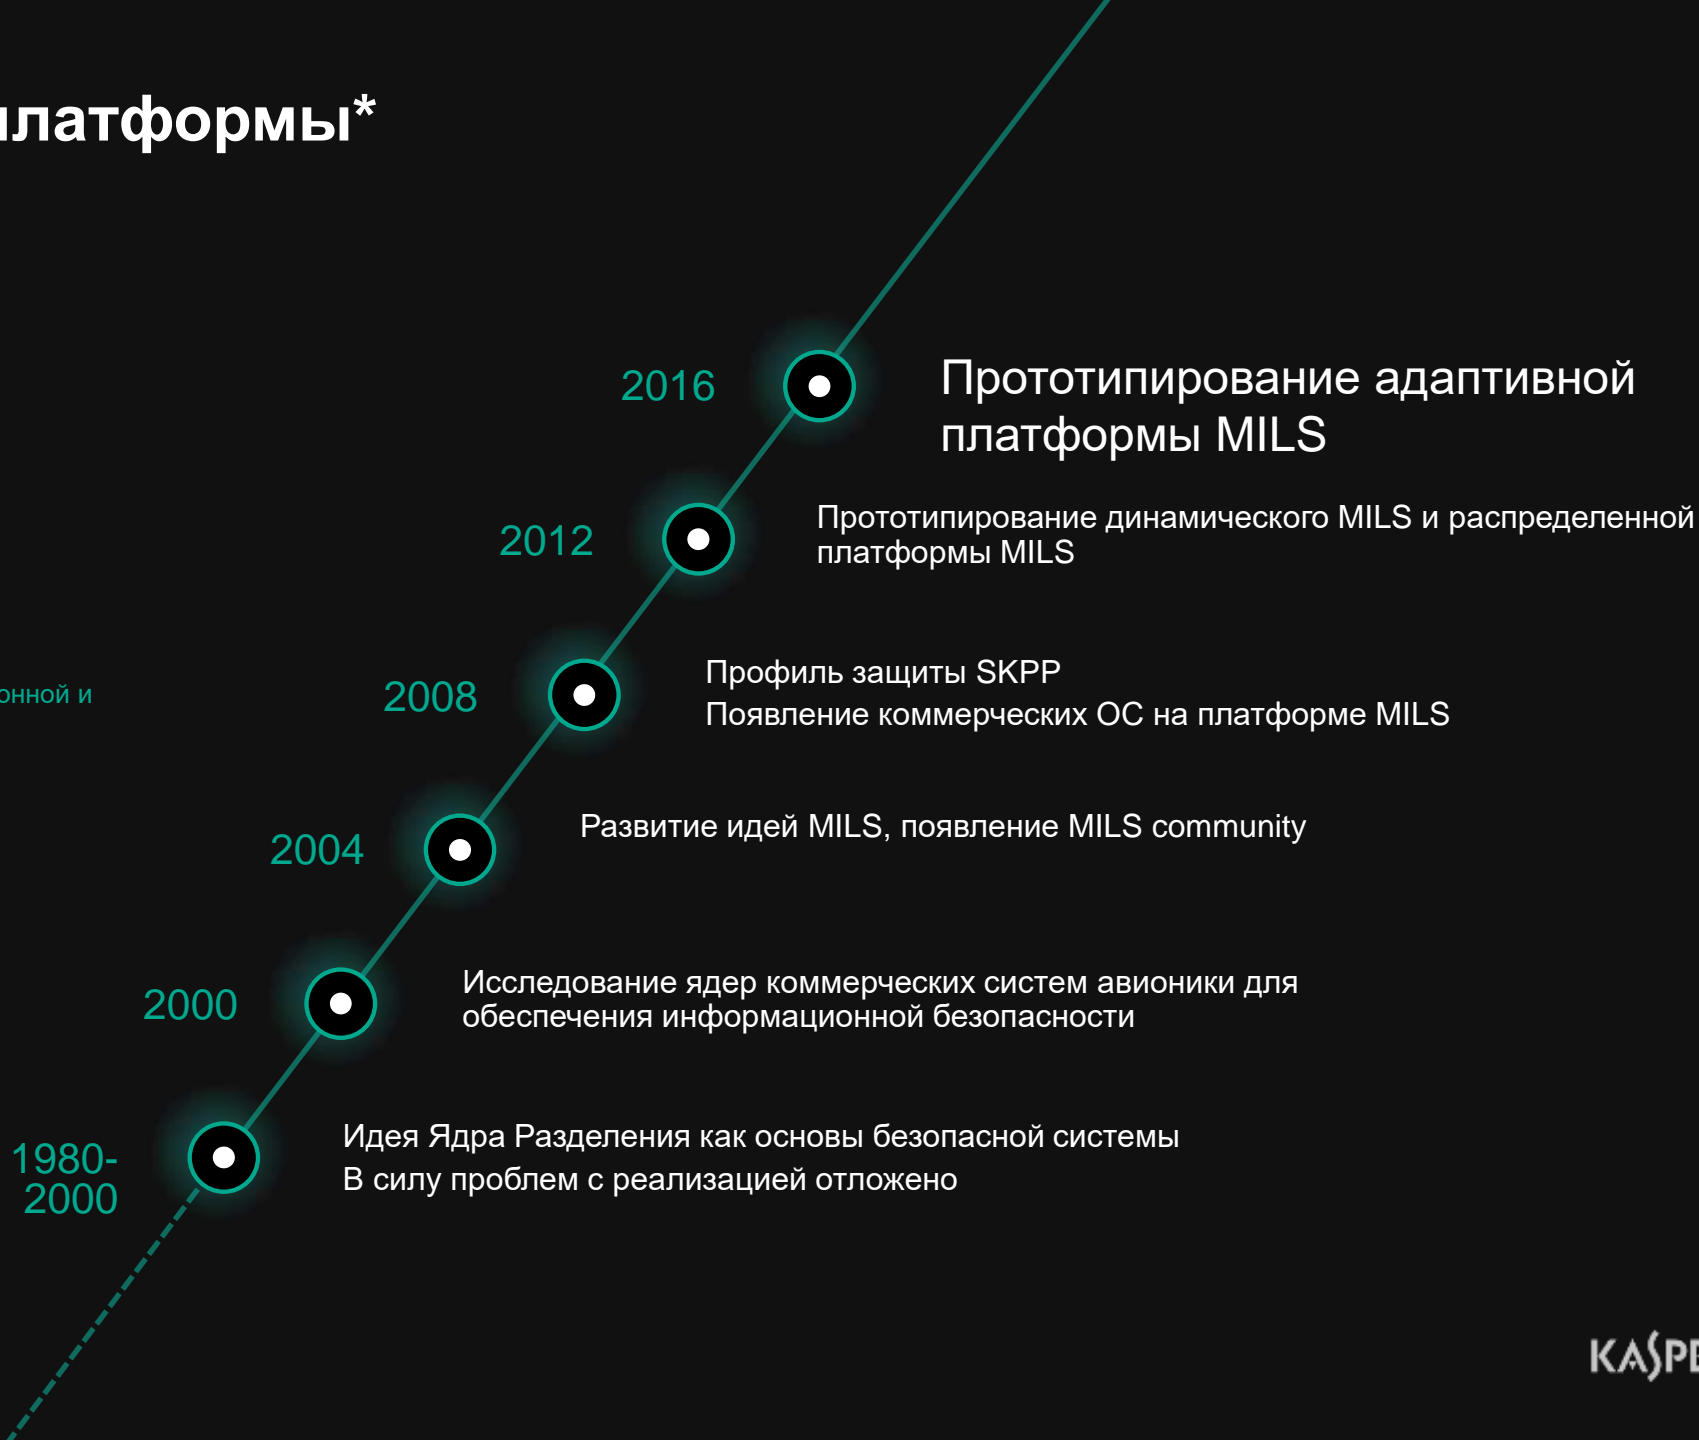 латформы*
2016
Прототипирование адаптивной
платформы MILS
2012
Прототипирование динамического MILS и распределенной
платформы MILS
онной и
2008
Профиль защиты SKPP
Появление коммерческих ОС на платформе MILS
2004
Развитие идей MILS, появление MILS community
2000
Исследование ядер коммерческих систем авионики для
обеспечения информационной безопасности
1980-
2000
Идея Ядра Разделения как основы безопасной системы
В силу проблем с реализацией отложено
KASPE